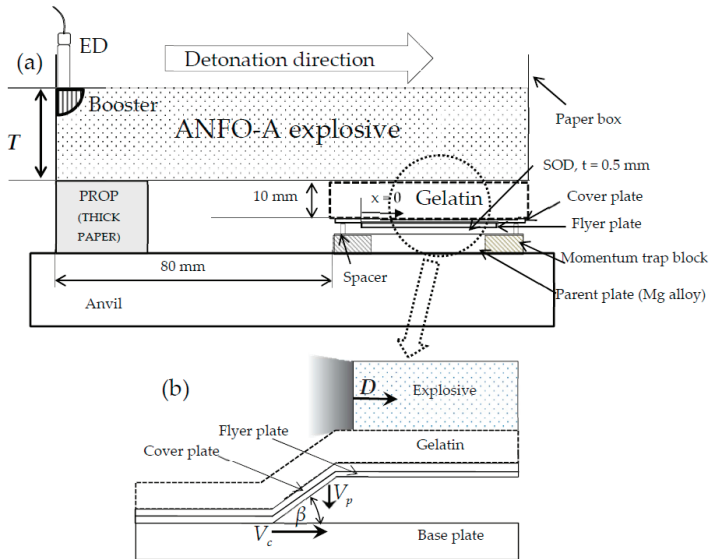 ED
(a)
Detonation direction
Booster
Paper box
T
ANFO-A explosive
SOD, t = 0.5 mm
PROP
(THICK
PAPER)
10 mm
x = 0
Gelatin
Cover plate
Flyer plate
Momentum trap block
80 mm
Spacer
Parent plate (Mg alloy)
Anvil
(b)
D
Explosive
Flyer plate
Gelatin
Cover plate
Vp
β
Vc
Base plate